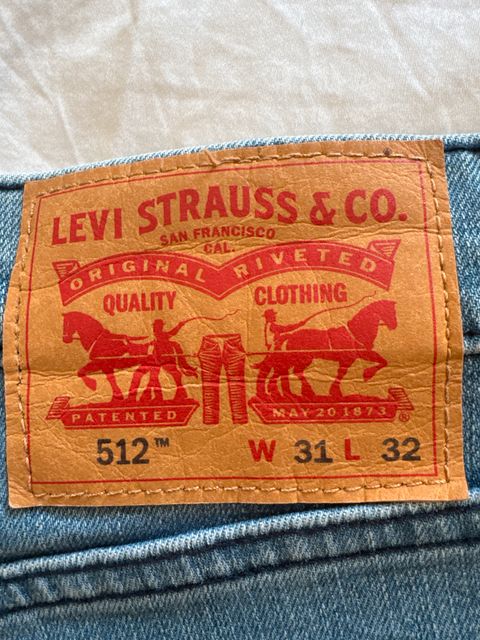 LEVI STRAUSS & CO.
SAN FRANCISCO
CAL.
ORIGINAL RIVETED
QUALITY CLOTHING
PATENTED MAY 20 1873 ®
512™ W 31 L 32